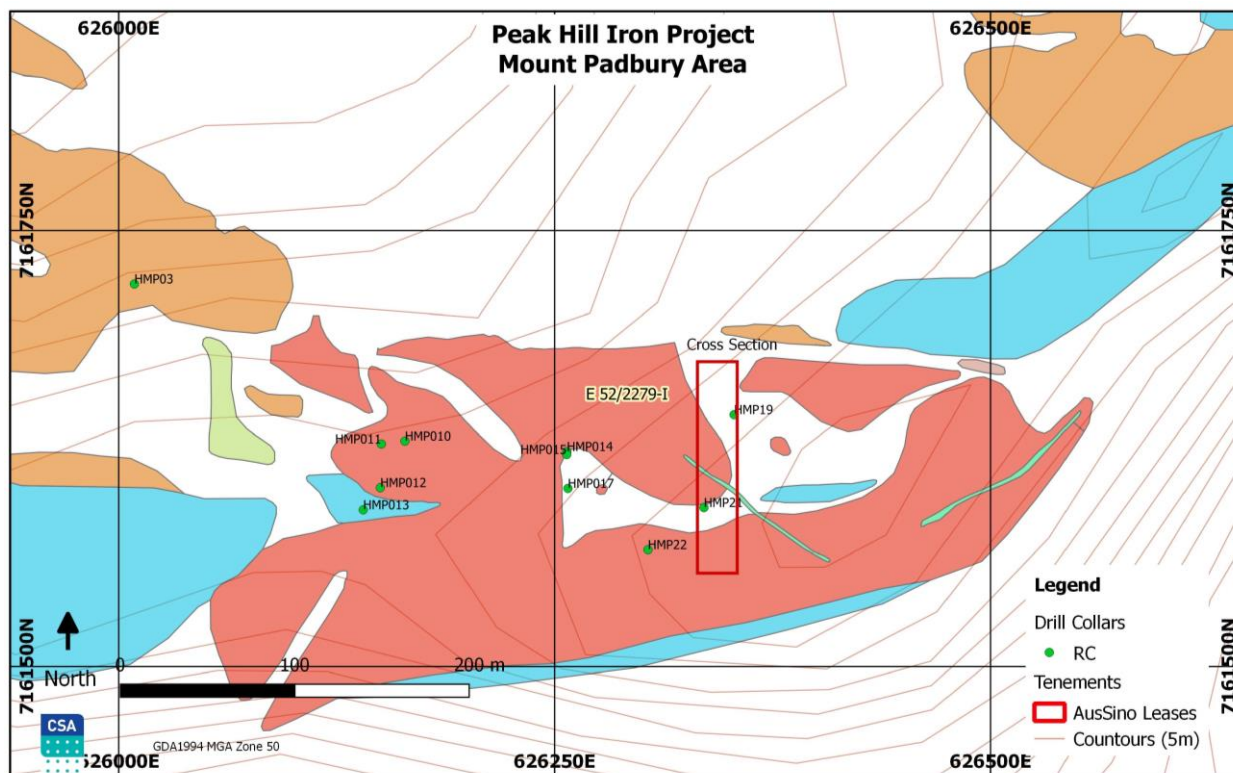 626000E
Peak Hill Iron Project
Mount Padbury Area
626500E
7161750N
7161750N
HMP03
Cross Section
E 52/2279-I
HMP19
HMP011
HMP010
HMP015
HMP014
HMP012
HMP017
HMP013
HMP21
HMP22
Legend
Drill Collars
RC
Tenements
AusSino Leases
Countours (5m)
7161500N
7161500N
North
0
100
200 m
CSA
GDA1994 MGA Zone 50
626000E
626250E
626500E